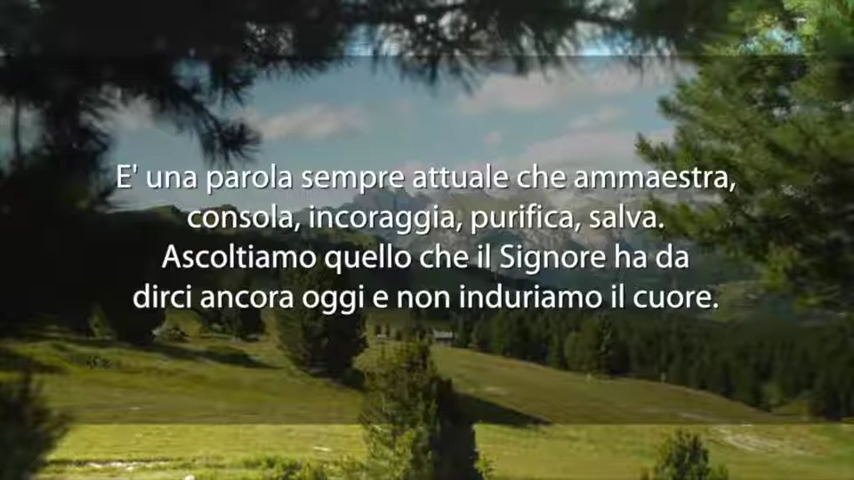 E' una parola sempre attuale che ammaestra,
consola, incoraggia, purifica, salva.
Ascoltiamo quello che il Signore ha da
dirci ancora oggi e non induriamo il cuore.